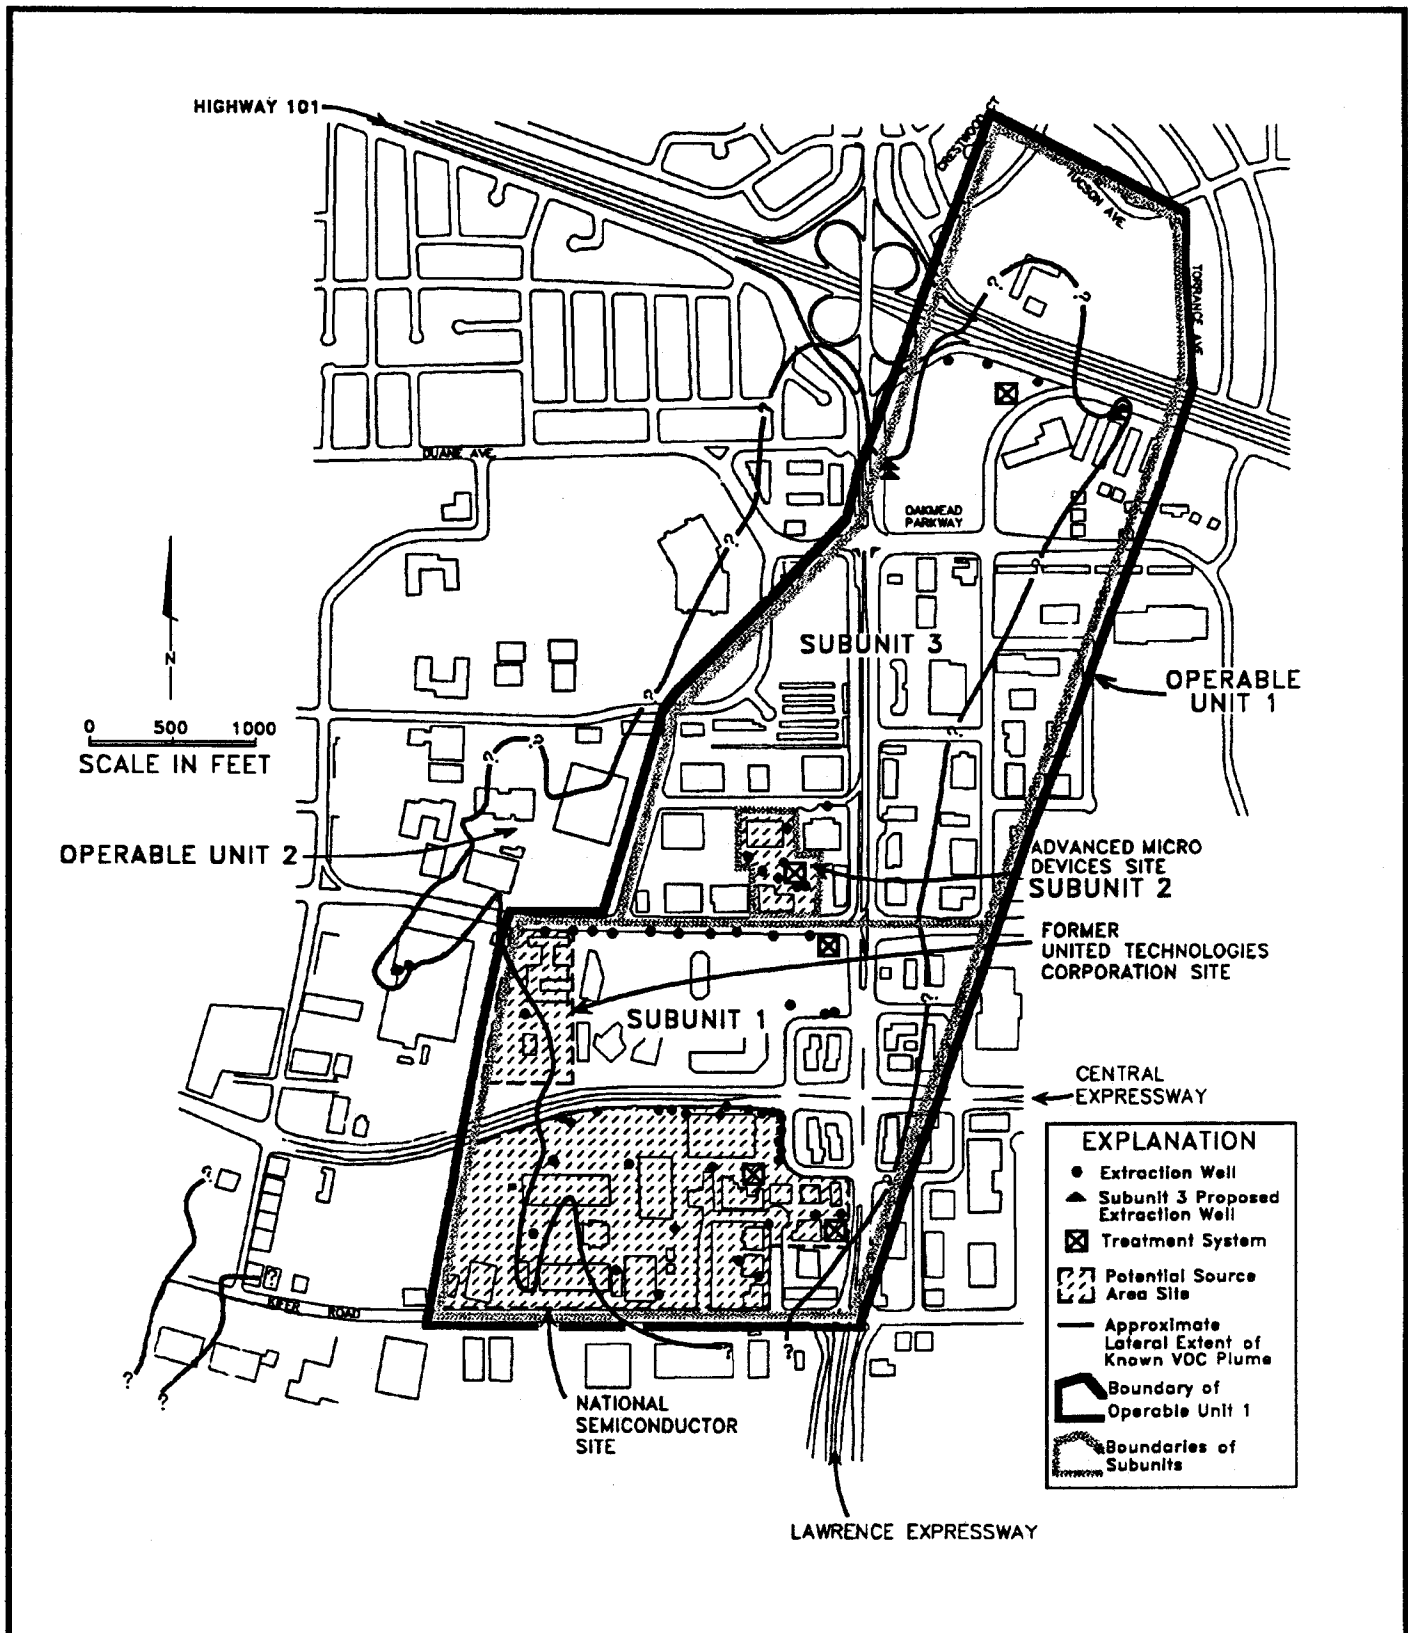 HIGHWAY 101
CRESTWOOD CT
TUCSON AVE
TORRANCE AVE
DUANE AVE
OAKMEAD
PARKWAY
N
SUBUNIT 3
OPERABLE
UNIT 1
0 500 1000
SCALE IN FEET
OPERABLE UNIT 2
ADVANCED MICRO
DEVICES SITE
SUBUNIT 2
FORMER
UNITED TECHNOLOGIES
CORPORATION SITE
SUBUNIT 1
CENTRAL
EXPRESSWAY
KIFER ROAD
NATIONAL
SEMICONDUCTOR
SITE
LAWRENCE EXPRESSWAY
EXPLANATION
Extraction Well
Subunit 3 Proposed
Extraction Well
Treatment System
Potential Source
Area Site
Approximate
Lateral Extent of
Known VOC Plume
Boundary of
Operable Unit 1
Boundaries of
Subunits